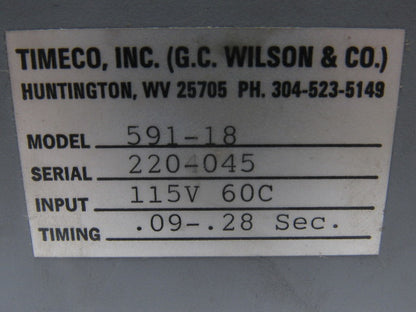 TIMECO, INC. (G.C. WILSON & CO.)
HUNTINGTON, WV 25705 PH. 304-523-5149
MODEL 591-18
SERIAL 220-045
INPUT 115V 60C
TIMING .09-.28 Sec.